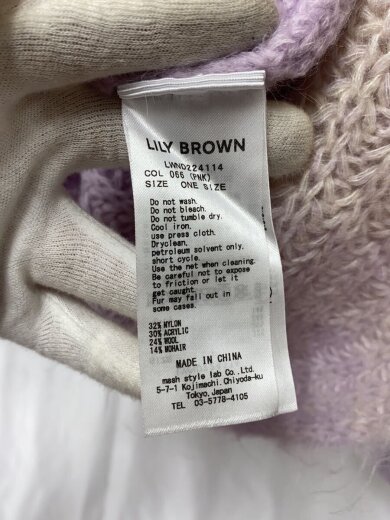 LILY BROWN
LWND224114
COL 066 (PNK)
SIZE ONE SIZE
Do not wash.
Do not bleach.
Do not tumble dry.
Cool iron.
use press cloth.
Dryclean,
petroleum solvent only.
short cycle.
Use the net when cleaning.
Be careful not to expose
to friction or let it
get caught.
Fur may fall out in
some cases.
32% NYLON
30% ACRYLIC
24% WOOL
14% MOHAIR
MADE IN CHINA
mash style lab Co.,Ltd.
5-7-1 Kojimachi,Chiyoda-ku
Tokyo,Japan
TEL 03-5778-4105